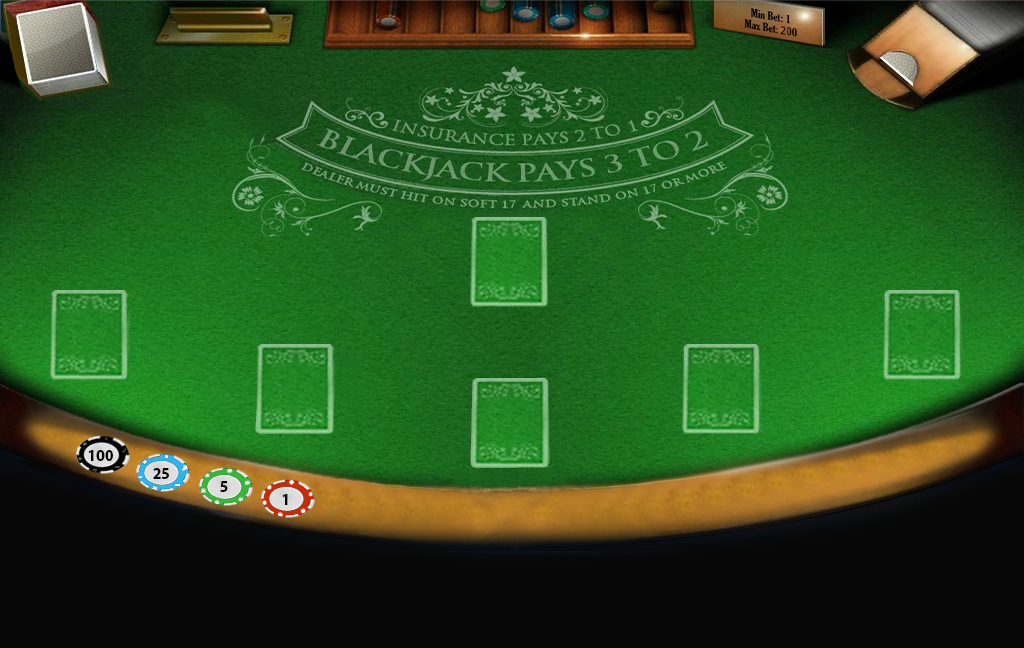 Min Bet: 1
Max Bet: 200
INSURANCE PAYS 2 TO 1
BLACKJACK PAYS 3 TO 2
DEALER MUST HIT ON SOFT 17 AND STAND ON 17 OR MORE
100
25
5
1